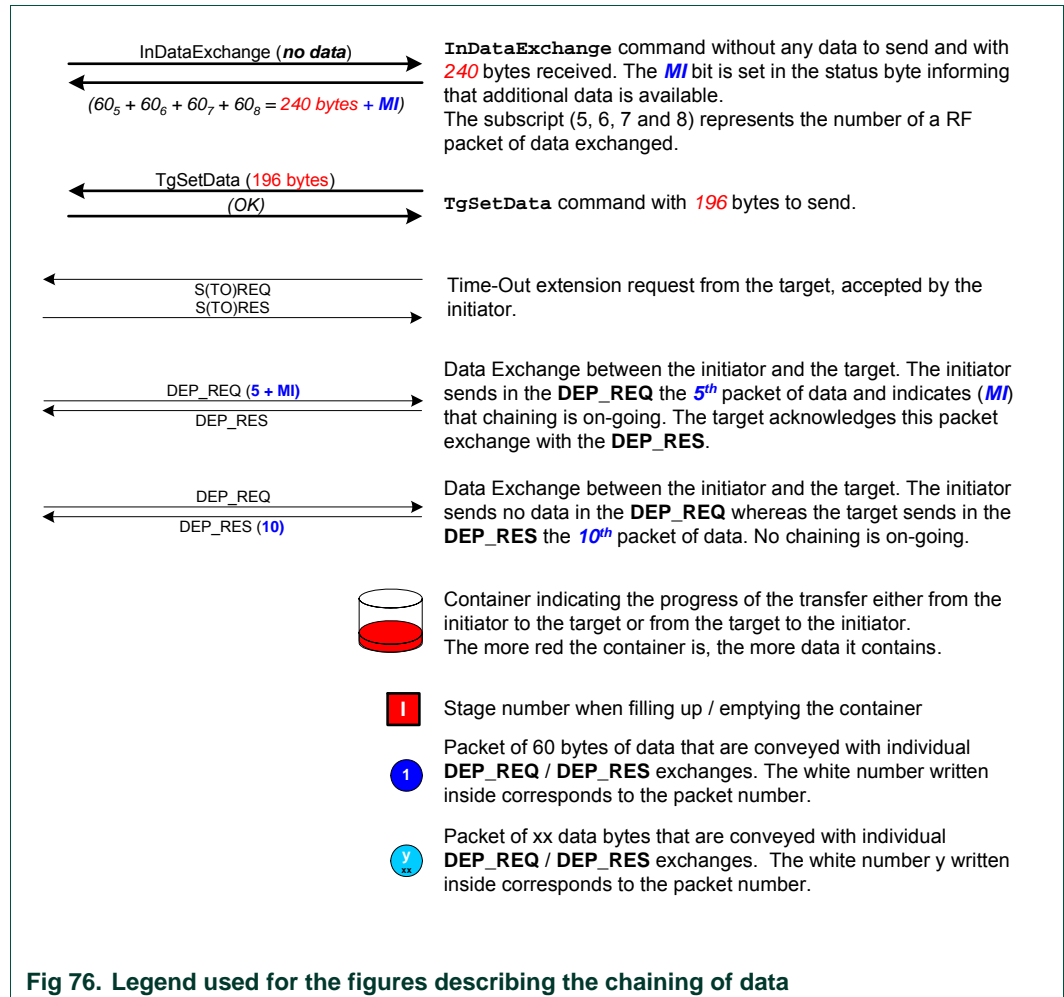 InDataExchange (no data)
(60₅ + 60₆ + 60₇ + 60₈ = 240 bytes + MI)
InDataExchange command without any data to send and with
240 bytes received. The MI bit is set in the status byte informing
that additional data is available.
The subscript (5, 6, 7 and 8) represents the number of a RF
packet of data exchanged.
TgSetData (196 bytes)
(OK)
TgSetData command with 196 bytes to send.
S(TO)REQ
S(TO)RES
Time-Out extension request from the target, accepted by the
initiator.
DEP_REQ (5 + MI)
DEP_RES
Data Exchange between the initiator and the target. The initiator
sends in the DEP_REQ the 5th packet of data and indicates (MI)
that chaining is on-going. The target acknowledges this packet
exchange with the DEP_RES.
DEP_REQ
DEP_RES (10)
Data Exchange between the initiator and the target. The initiator
sends no data in the DEP_REQ whereas the target sends in the
DEP_RES the 10th packet of data. No chaining is on-going.
Container indicating the progress of the transfer either from the
initiator to the target or from the target to the initiator.
The more red the container is, the more data it contains.
I
Stage number when filling up / emptying the container
1
Packet of 60 bytes of data that are conveyed with individual
DEP_REQ / DEP_RES exchanges. The white number written
inside corresponds to the packet number.
y
xx
Packet of xx data bytes that are conveyed with individual
DEP_REQ / DEP_RES exchanges. The white number y written
inside corresponds to the packet number.
Fig 76. Legend used for the figures describing the chaining of data